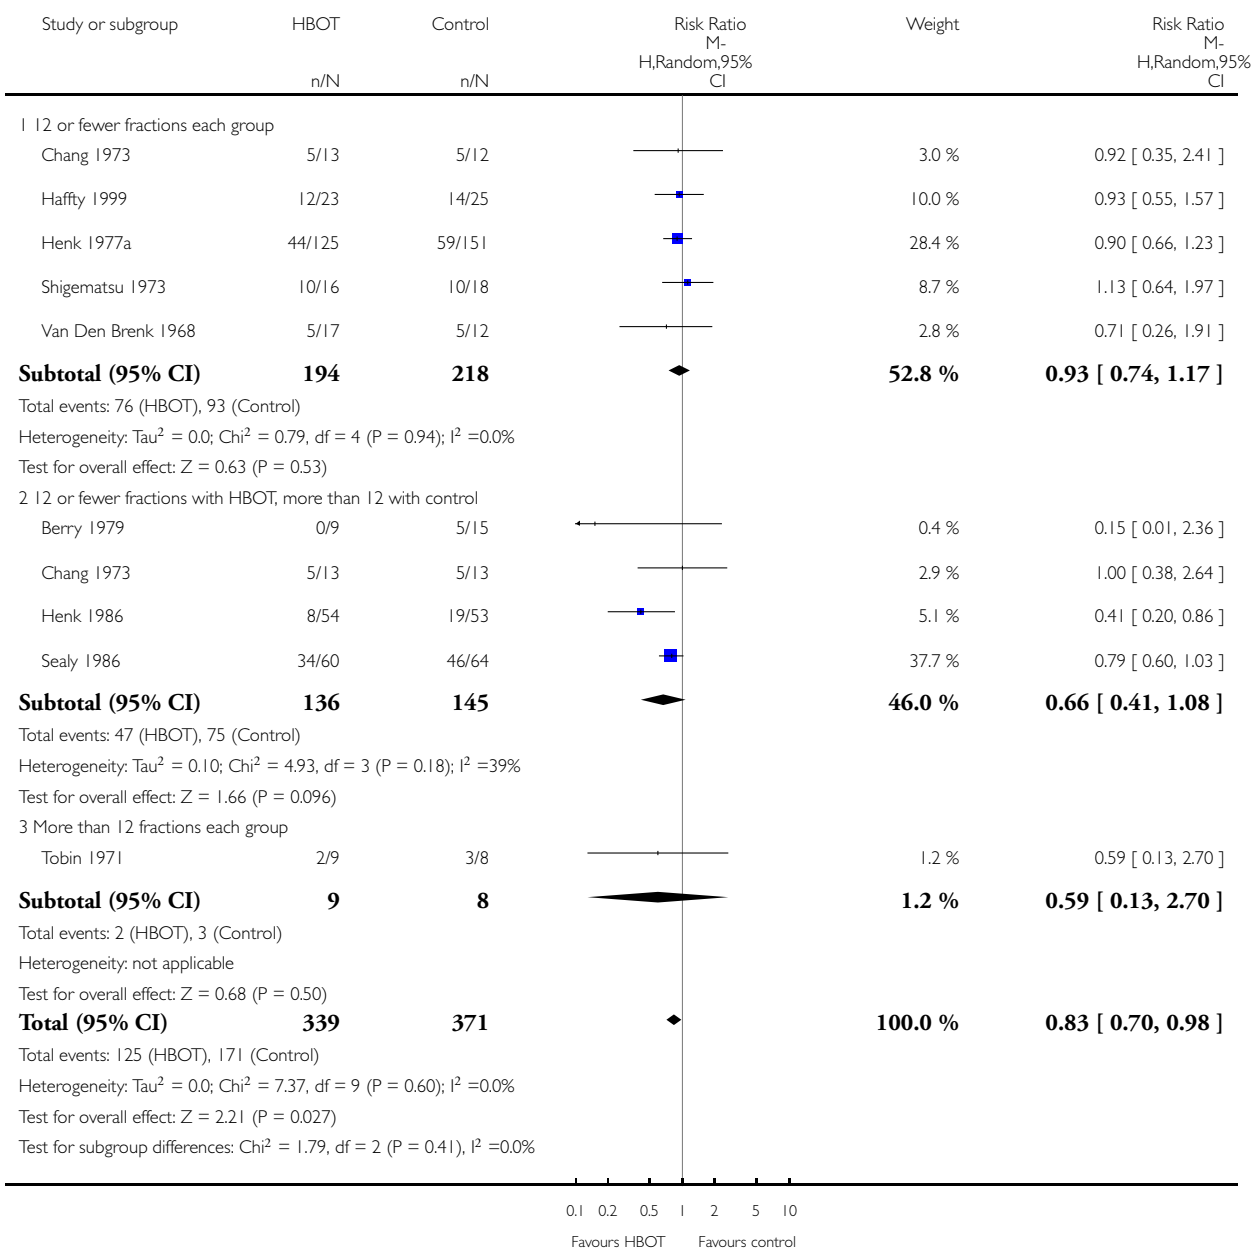 Study or subgroup HBOT Control Risk Ratio Weight Risk Ratio
M- M-
H,Random,95% H,Random,95%
n/N n/N CI CI
1 12 or fewer fractions each group
Chang 1973 5/13 5/12 3.0 % 0.92 [ 0.35, 2.41 ]
Haffty 1999 12/23 14/25 10.0 % 0.93 [ 0.55, 1.57 ]
Henk 1977a 44/125 59/151 28.4 % 0.90 [ 0.66, 1.23 ]
Shigematsu 1973 10/16 10/18 8.7 % 1.13 [ 0.64, 1.97 ]
Van Den Brenk 1968 5/17 5/12 2.8 % 0.71 [ 0.26, 1.91 ]
Subtotal (95% CI) 194 218 52.8 % 0.93 [ 0.74, 1.17 ]
Total events: 76 (HBOT), 93 (Control)
Heterogeneity: Tau² = 0.0; Chi² = 0.79, df = 4 (P = 0.94); I² =0.0%
Test for overall effect: Z = 0.63 (P = 0.53)
2 12 or fewer fractions with HBOT, more than 12 with control
Berry 1979 0/9 5/15 0.4 % 0.15 [ 0.01, 2.36 ]
Chang 1973 5/13 5/13 2.9 % 1.00 [ 0.38, 2.64 ]
Henk 1986 8/54 19/53 5.1 % 0.41 [ 0.20, 0.86 ]
Sealy 1986 34/60 46/64 37.7 % 0.79 [ 0.60, 1.03 ]
Subtotal (95% CI) 136 145 46.0 % 0.66 [ 0.41, 1.08 ]
Total events: 47 (HBOT), 75 (Control)
Heterogeneity: Tau² = 0.10; Chi² = 4.93, df = 3 (P = 0.18); I² =39%
Test for overall effect: Z = 1.66 (P = 0.096)
3 More than 12 fractions each group
Tobin 1971 2/9 3/8 1.2 % 0.59 [ 0.13, 2.70 ]
Subtotal (95% CI) 9 8 1.2 % 0.59 [ 0.13, 2.70 ]
Total events: 2 (HBOT), 3 (Control)
Heterogeneity: not applicable
Test for overall effect: Z = 0.68 (P = 0.50)
Total (95% CI) 339 371 100.0 % 0.83 [ 0.70, 0.98 ]
Total events: 125 (HBOT), 171 (Control)
Heterogeneity: Tau² = 0.0; Chi² = 7.37, df = 9 (P = 0.60); I² =0.0%
Test for overall effect: Z = 2.21 (P = 0.027)
Test for subgroup differences: Chi² = 1.79, df = 2 (P = 0.41), I² =0.0%
0.1 0.2 0.5 1 2 5 10
Favours HBOT Favours control